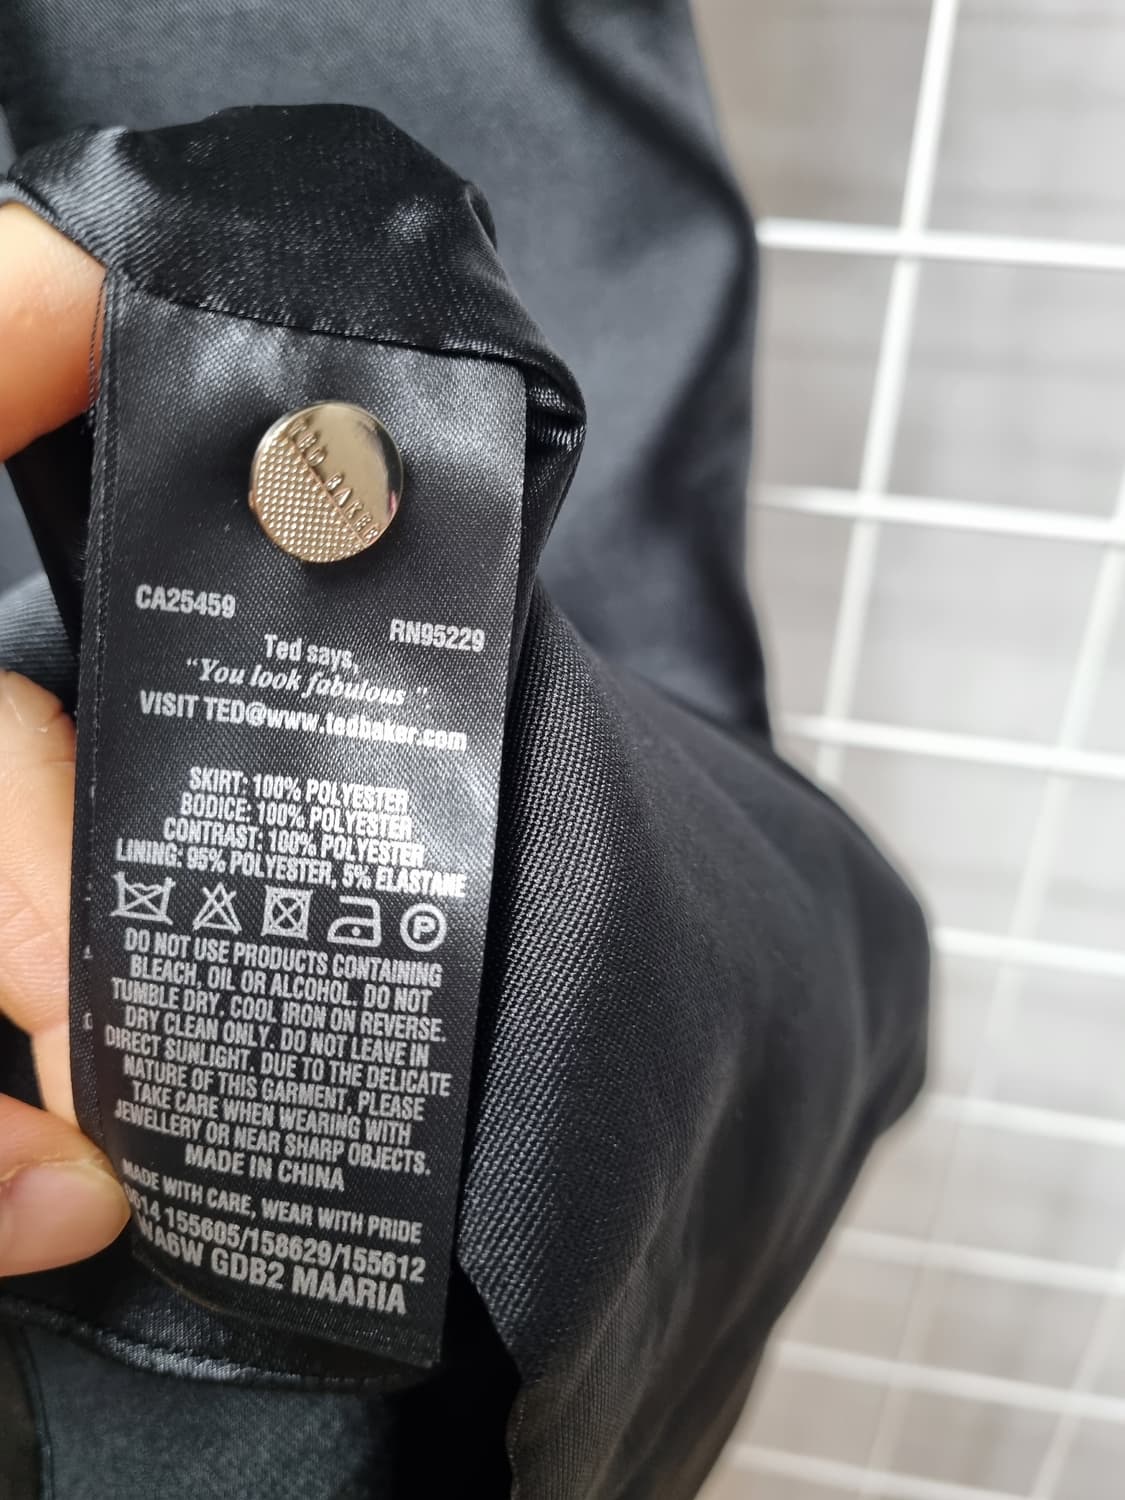 TED BAKER
CA25459
RN95229
Ted says,
"You look fabulous".
VISIT TED@www.tedbaker.com
SKIRT: 100% POLYESTER
BODICE: 100% POLYESTER
CONTRAST: 100% POLYESTER
LINING: 95% POLYESTER, 5% ELASTANE
P
DO NOT USE PRODUCTS CONTAINING
BLEACH, OIL OR ALCOHOL. DO NOT
TUMBLE DRY. COOL IRON ON REVERSE.
DRY CLEAN ONLY. DO NOT LEAVE IN
DIRECT SUNLIGHT. DUE TO THE DELICATE
NATURE OF THIS GARMENT, PLEASE
TAKE CARE WHEN WEARING WITH
JEWELLERY OR NEAR SHARP OBJECTS.
MADE IN CHINA
MADE WITH CARE, WEAR WITH PRIDE
155605/158629/155612
WA6W GDB2 MAARIA